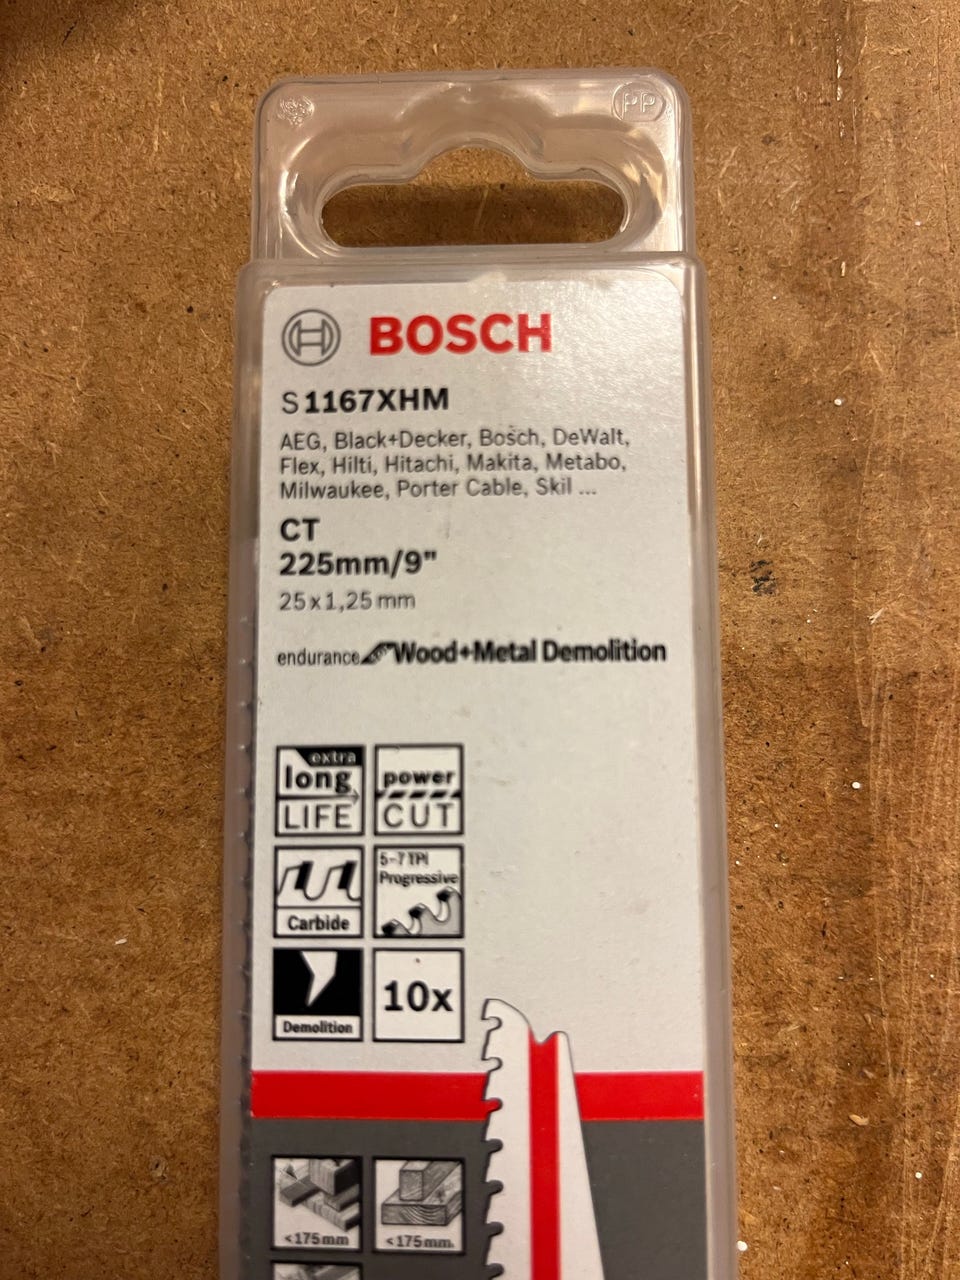 PP
BOSCH
S1167XHM
AEG, Black+Decker, Bosch, DeWalt,
Flex, Hilti, Hitachi, Makita, Metabo,
Milwaukee, Porter Cable, Skil ...
CT
225mm/9"
25x1,25 mm
endurance Wood+Metal Demolition
extra
long
LIFE
power
CUT
Carbide
5-7 TPI
Progressive
Demolition
10x
<175mm
<175mm